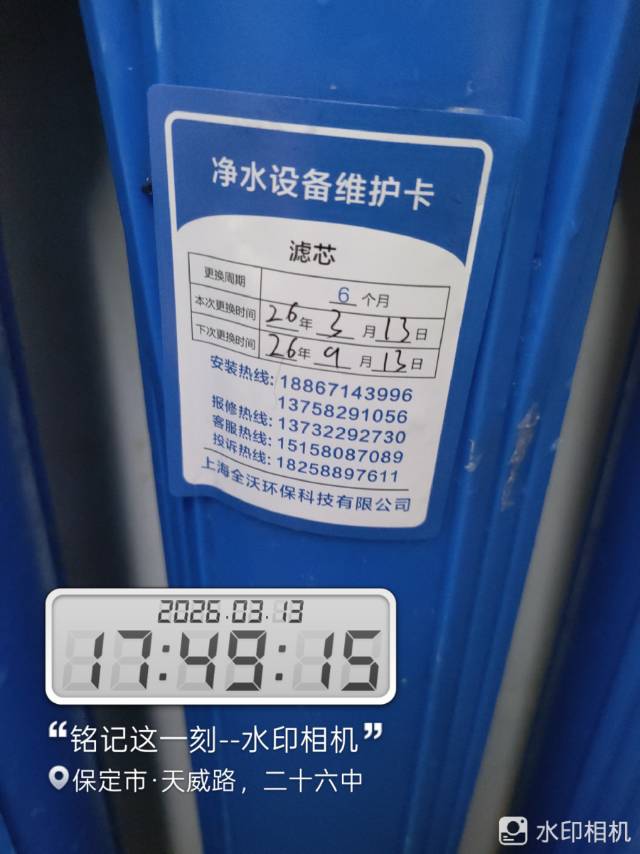 净水设备维护卡
滤芯
更换周期 6 个月
本次更换时间 26年 3 月 13日
下次更换时间 26年 9 月 13日
安装热线: 18867143996
13758291056
报修热线: 13732292730
客服热线: 15158087089
投诉热线: 18258897611
上海全沃环保科技有限公司
2026.03.13
17:49:15
“铭记这一刻--水印相机”
保定市·天威路，二十六中
水印相机